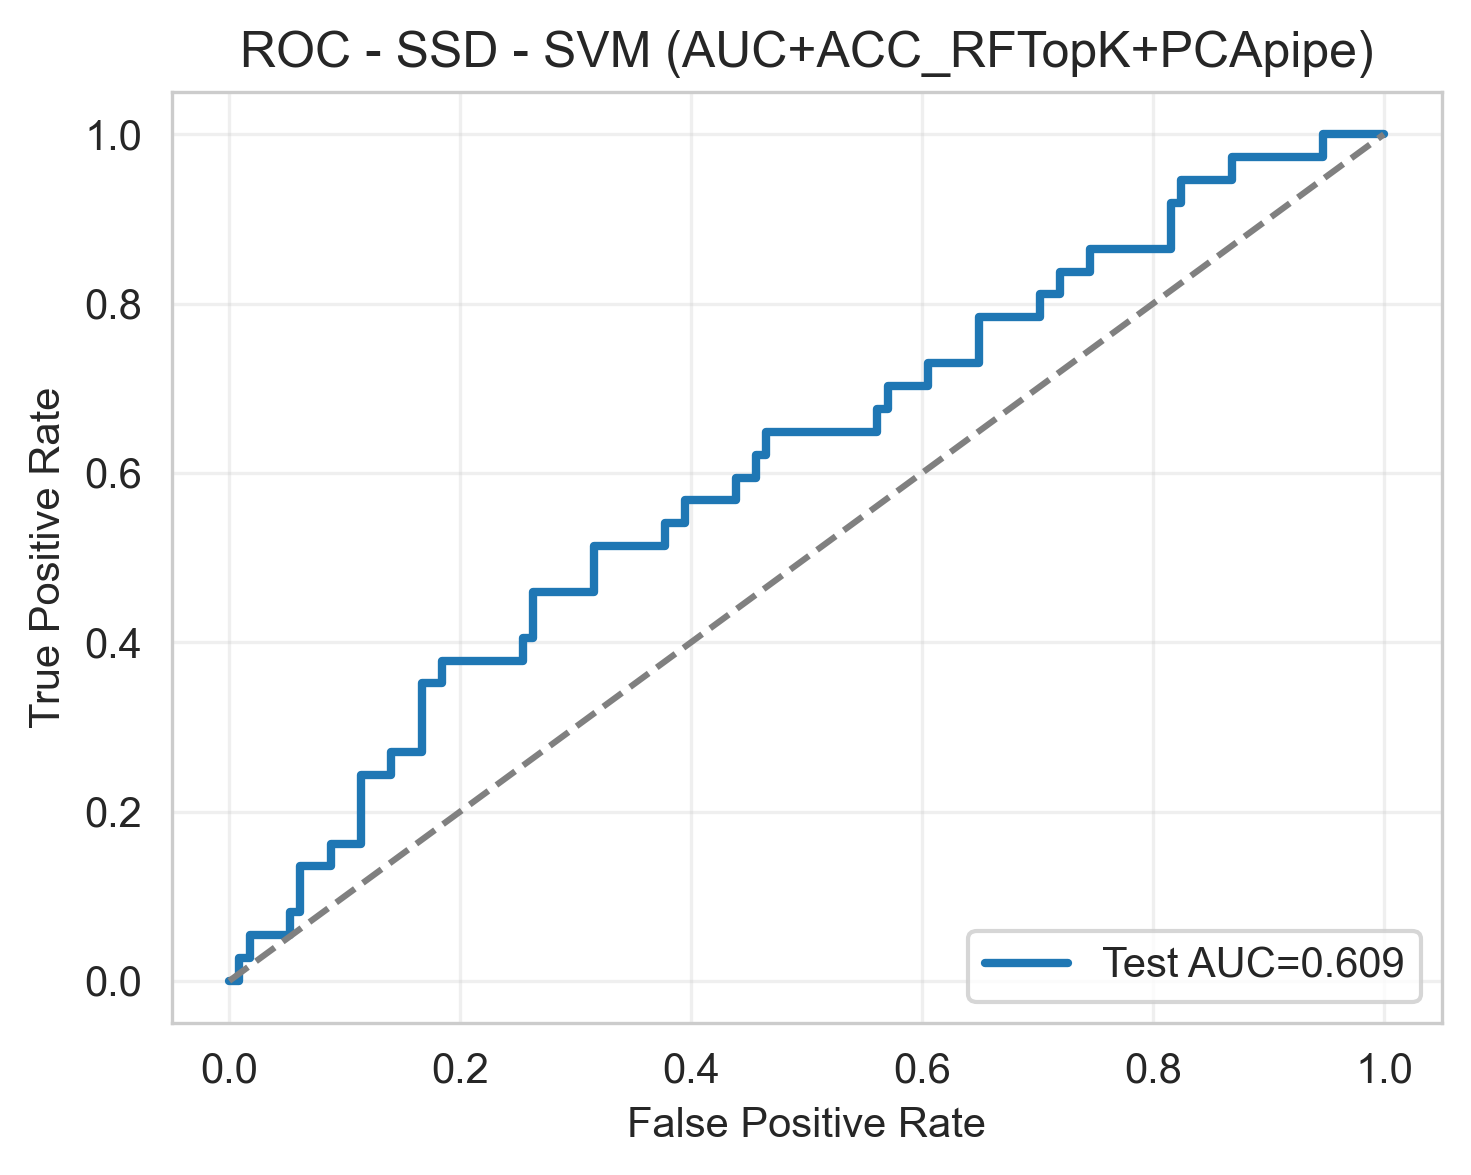 ROC - SSD - SVM (AUC+ACC_RFTopK+PCApipe)
True Positive Rate
1.0
0.8
0.6
0.4
0.2
0.0
Test AUC=0.609
0.0 0.2 0.4 0.6 0.8 1.0
False Positive Rate